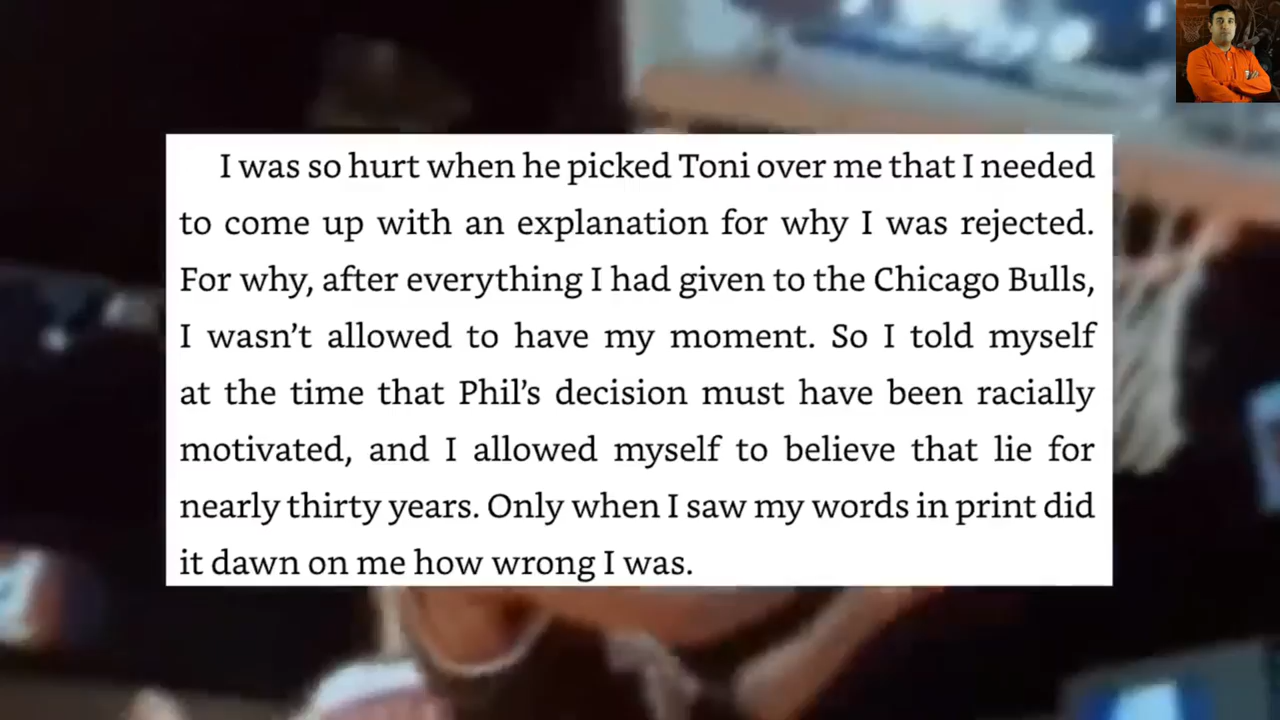 I was so hurt when he picked Toni over me that I needed
to come up with an explanation for why I was rejected.
For why, after everything I had given to the Chicago Bulls,
I wasn’t allowed to have my moment. So I told myself
at the time that Phil’s decision must have been racially
motivated, and I allowed myself to believe that lie for
nearly thirty years. Only when I saw my words in print did
it dawn on me how wrong I was.